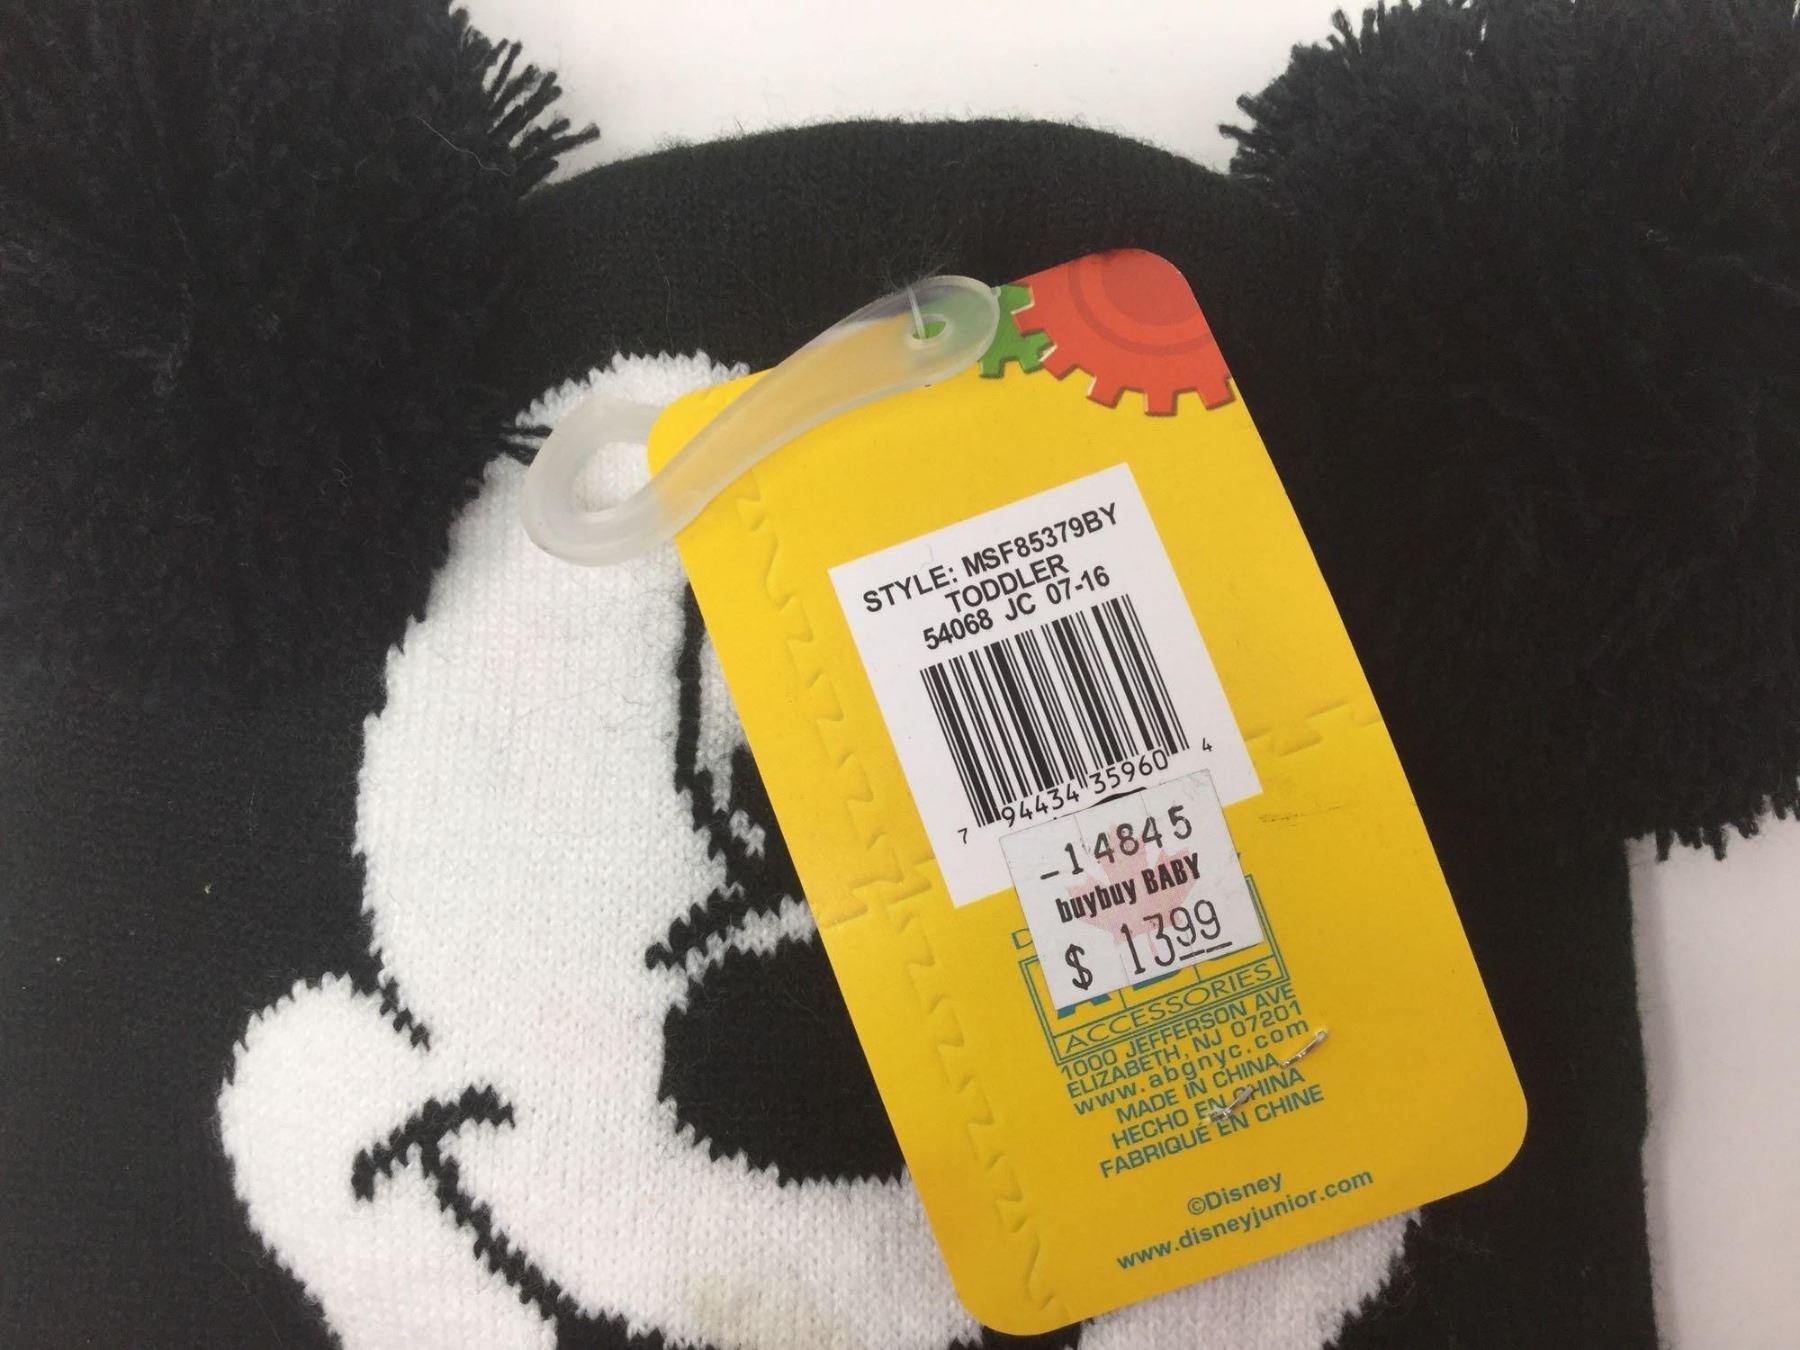 STYLE: MSF85379BY
TODDLER
54068 JC 07-16
7 94434 35960 4
14845
buybuy BABY
$ 1399
ACCESSORIES
1000 JEFFERSON AVE
ELIZABETH, NJ 07201
www.abgnyc.com
MADE IN CHINA
HECHO EN CHINA
FABRIQUÉ EN CHINE
©Disney
www.disneyjunior.com